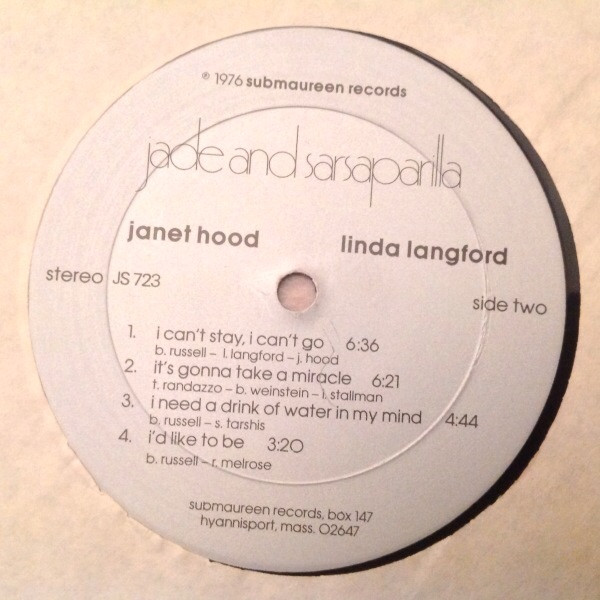 ℗ 1976 submaureen records
jade and sarsaparilla
janet hood linda langford
stereo JS 723 side two
1. i can't stay, i can't go 6:36
b. russell – l. langford – j. hood
2. it's gonna take a miracle 6:21
t. randazzo – b. weinstein – l. stallman
3. i need a drink of water in my mind 4:44
b. russell – s. tarshis
4. i'd like to be 3:20
b. russell – r. melrose
submaureen records, box 147
hyannisport, mass. 02647